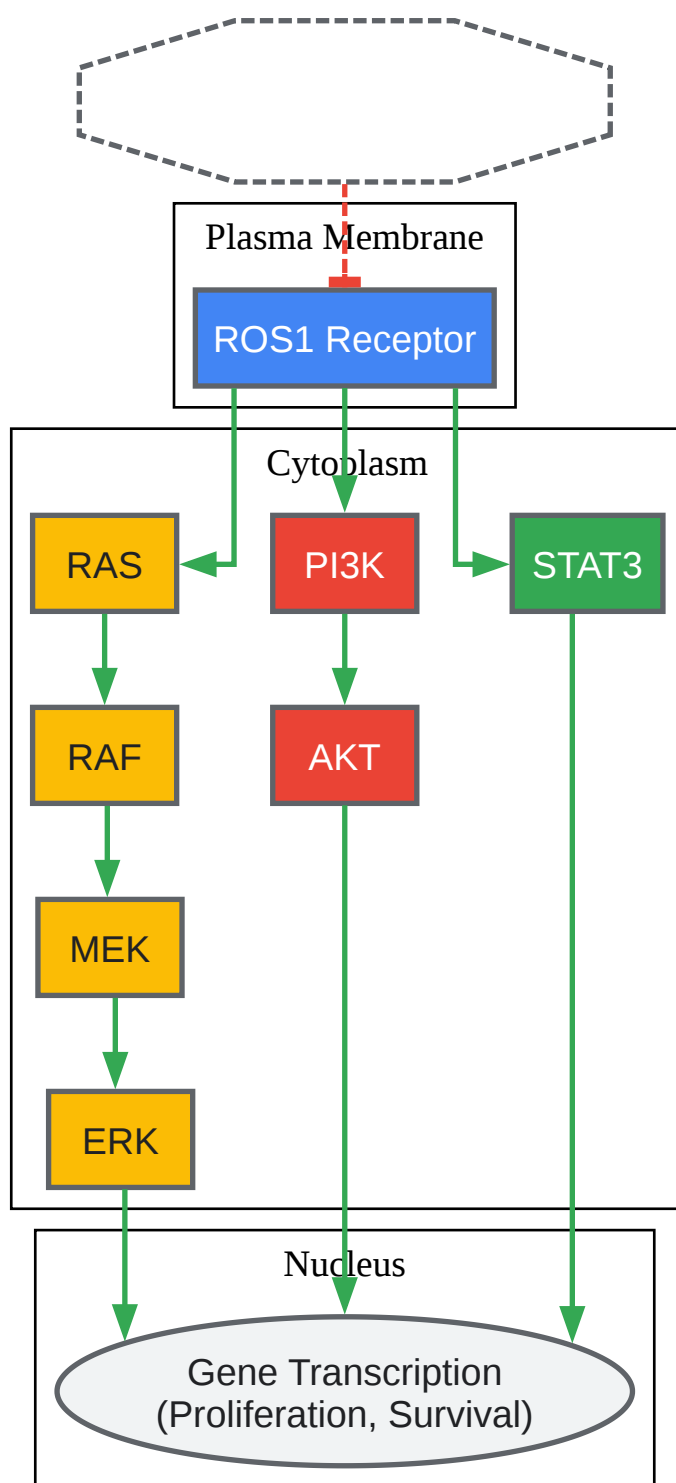 Plasma Membrane
ROS1 Receptor
Cytoplasm
RAS
PI3K
STAT3
RAF
AKT
MEK
ERK
Nucleus
Gene Transcription
(Proliferation, Survival)